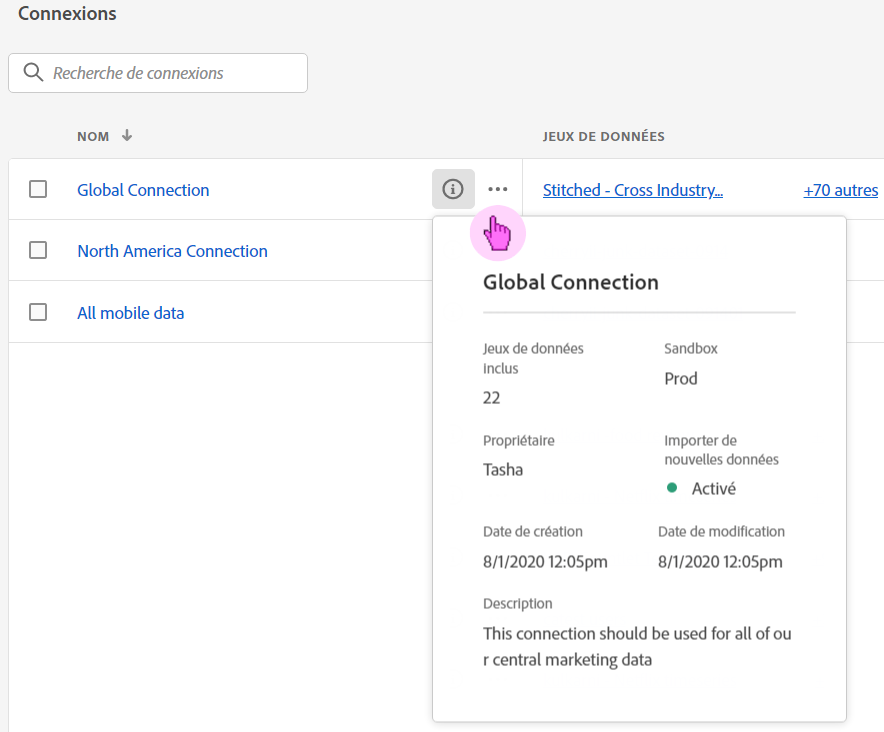 Connexions
Recherche de connexions
NOM
JEUX DE DONNÉES
Global Connection
Stitched - Cross Industry...
+70 autres
North America Connection
All mobile data
Global Connection
Jeux de données
inclus
22
Sandbox
Prod
Propriétaire
Tasha
Importer de
nouvelles données
Activé
Date de création
8/1/2020 12:05pm
Date de modification
8/1/2020 12:05pm
Description
This connection should be used for all of ou
r central marketing data